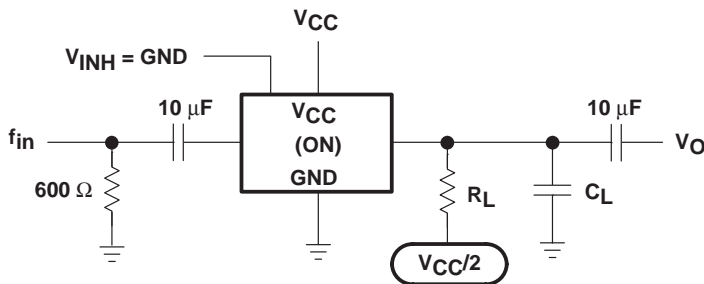 VCC
VINH = GND
10 μF
10 μF
fin
VCC
(ON)
GND
VO
600 Ω
RL
CL
VCC/2